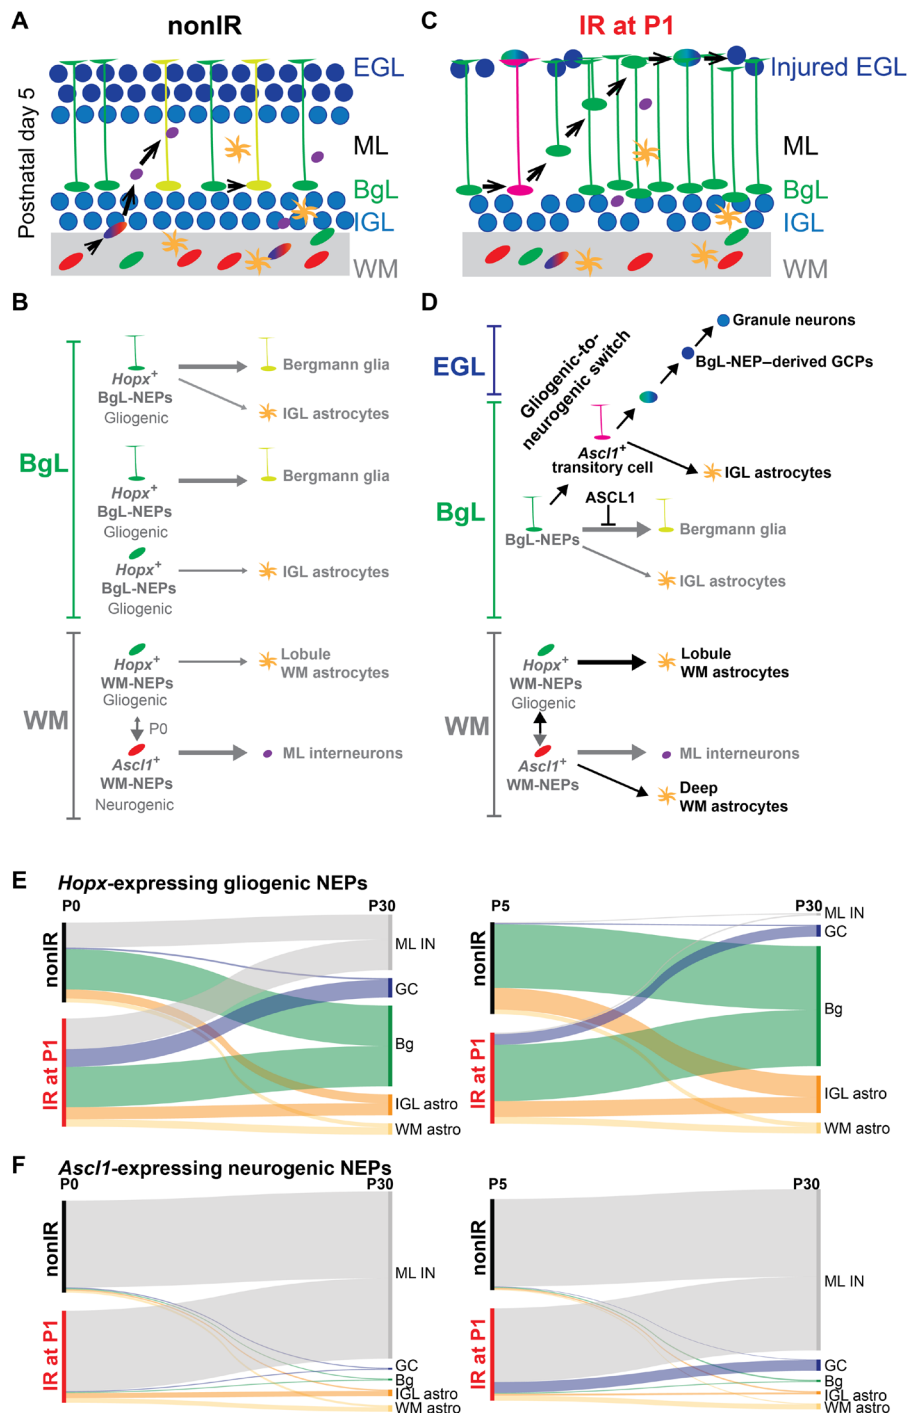 A
nonIR
C
IR at P1
Postnatal day 5
EGL
ML
BgL
IGL
WM
Injured EGL
ML
BgL
IGL
WM
B
BgL
Hopx+
BgL-NEPs
Gliogenic
Bergmann glia
IGL astrocytes
Hopx+
BgL-NEPs
Gliogenic
Bergmann glia
Hopx+
BgL-NEPs
Gliogenic
IGL astrocytes
WM
Hopx+
WM-NEPs
Gliogenic
Lobule
WM astrocytes
P0
Ascl1+
WM-NEPs
Neurogenic
ML interneurons
D
EGL
Gliogenic-to-
neurogenic switch
Granule neurons
BgL-NEP–derived GCPs
BgL
Ascl1+
transitory cell
IGL astrocytes
ASCL1
BgL-NEPs
Bergmann glia
IGL astrocytes
WM
Hopx+
WM-NEPs
Gliogenic
Lobule
WM astrocytes
Ascl1+
WM-NEPs
ML interneurons
Deep
WM astrocytes
E
Hopx-expressing gliogenic NEPs
P0
P30
nonIR
IR at P1
ML IN
GC
Bg
IGL astro
WM astro
P5
P30
nonIR
IR at P1
ML IN
GC
Bg
IGL astro
WM astro
F
Ascl1-expressing neurogenic NEPs
P0
P30
nonIR
IR at P1
ML IN
GC
Bg
IGL astro
WM astro
P5
P30
nonIR
IR at P1
ML IN
GC
Bg
IGL astro
WM astro